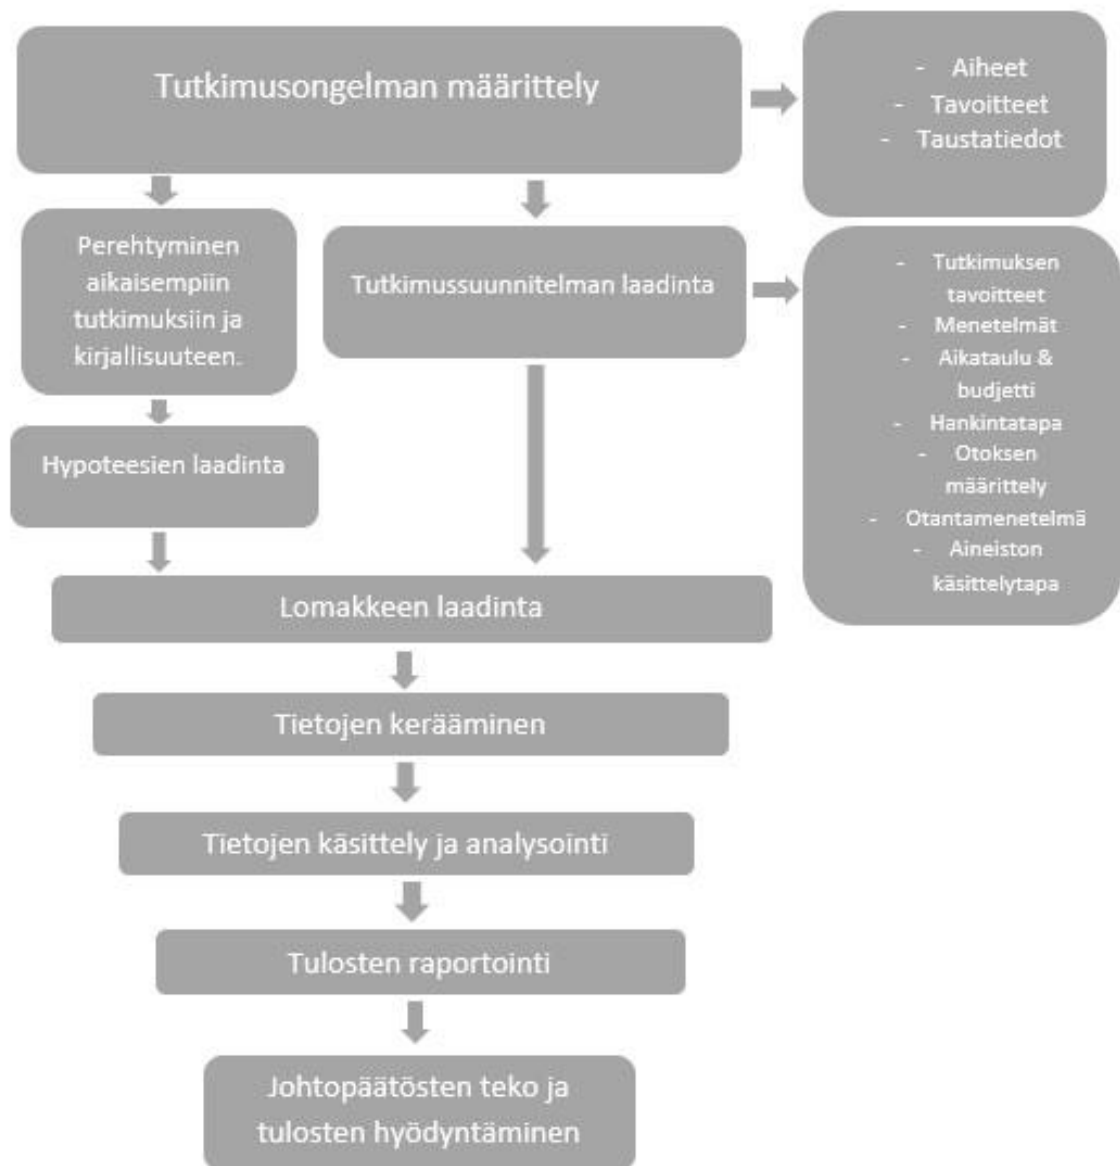 Tutkimusongelman määrittely
- Aiheet
- Tavoitteet
- Taustatiedot
Perehtyminen
aikaisempiin
tutkimuksiin ja
kirjallisuuteen.
Tutkimussuunnitelman laadinta
- Tutkimuksen
tavoitteet
- Menetelmät
- Aikataulu &
budjetti
- Hankintatapa
- Otoksen
määrittely
- Otantamenetelmä
- Aineiston
käsittelytapa
Hypoteesien laadinta
Lomakkeen laadinta
Tietojen kerääminen
Tietojen käsittely ja analysointi
Tulosten raportointi
Johtopäätösten teko ja
tulosten hyödyntäminen